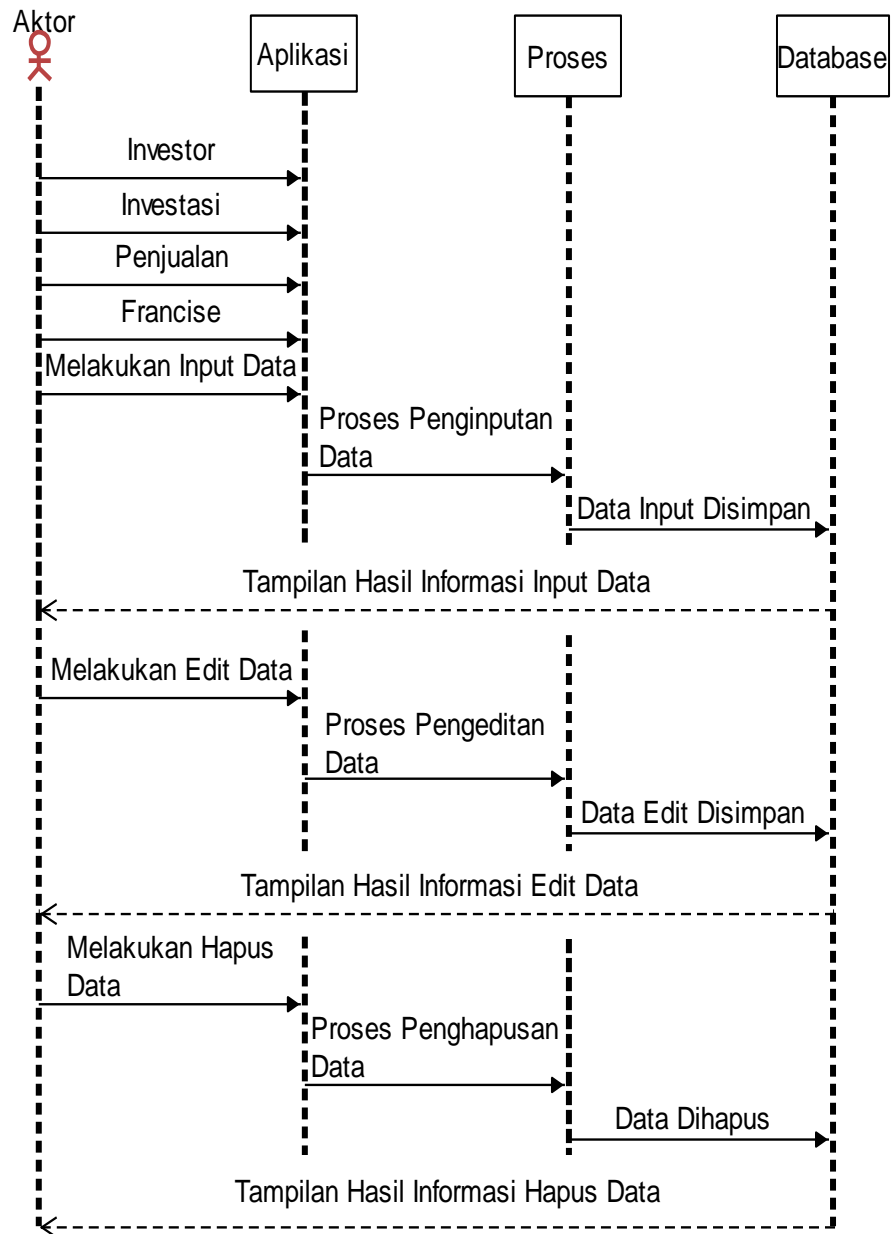 Aktor
Aplikasi
Proses
Database
Investor
Investasi
Penjualan
Francise
Melakukan Input Data
Proses Penginputan
Data
Data Input Disimpan
Tampilan Hasil Informasi Input Data
Melakukan Edit Data
Proses Pengeditan
Data
Data Edit Disimpan
Tampilan Hasil Informasi Edit Data
Melakukan Hapus
Data
Proses Penghapusan
Data
Data Dihapus
Tampilan Hasil Informasi Hapus Data